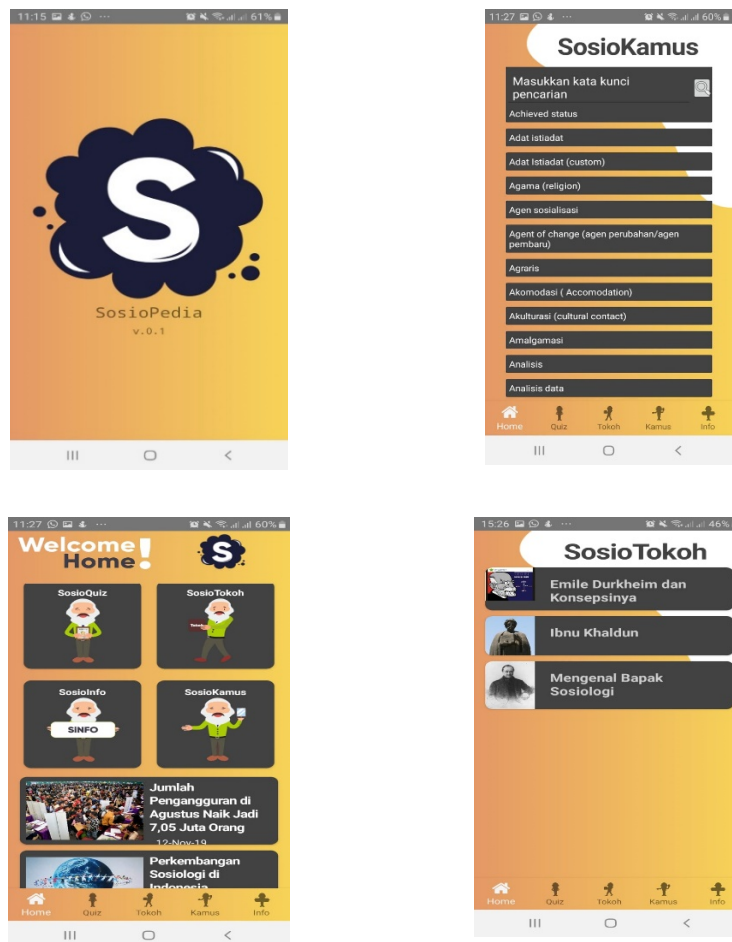 11:15 61%
S
SosioPedia
v.0.1
11:27 60%
SosioKamus
Masukkan kata kunci
pencarian
Achieved status
Adat istiadat
Adat Istiadat (custom)
Agama (religion)
Agen sosialisasi
Agent of change (agen perubahan/agen
pembaru)
Agraris
Akomodasi ( Accomodation)
Akulturasi (cultural contact)
Amalgamasi
Analisis
Analisis data
Home Quiz Tokoh Kamus Info
11:27 60%
Welcome
Home!
S
SosioQuiz SosioTokoh
SosioInfo SosioKamus
SINFO
Jumlah
Pengangguran di
Agustus Naik Jadi
7,05 Juta Orang
12-Nov-19
Perkembangan
Sosiologi di
Indonesia
Home Quiz Tokoh Kamus Info
15:26 46%
SosioTokoh
Emile Durkheim dan
Konsepsinya
Ibnu Khaldun
Mengenal Bapak
Sosiologi
Home Quiz Tokoh Kamus Info